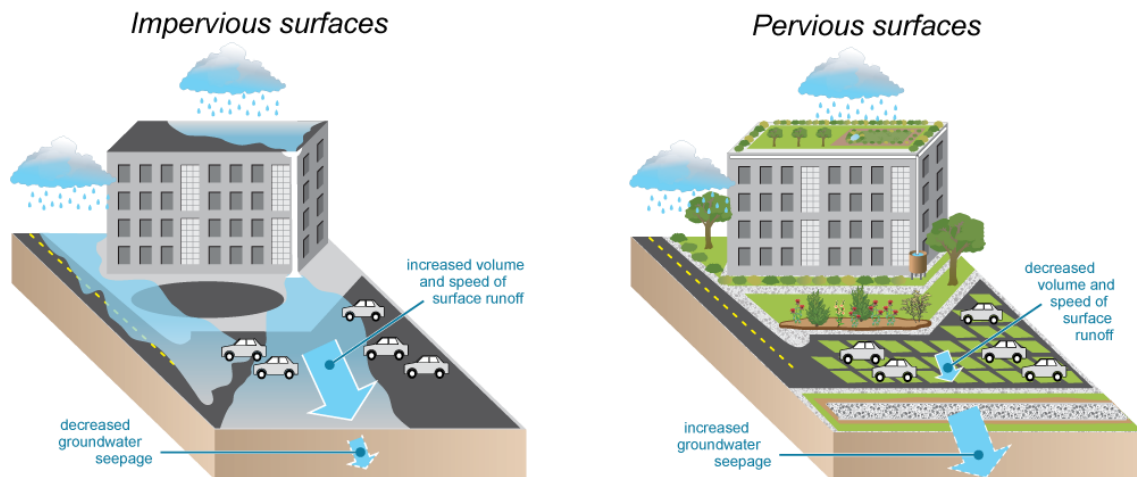 Impervious surfaces
increased volume
and speed of
surface runoff
decreased
groundwater
seepage
Pervious surfaces
decreased
volume and
speed of
surface
runoff
increased
groundwater
seepage